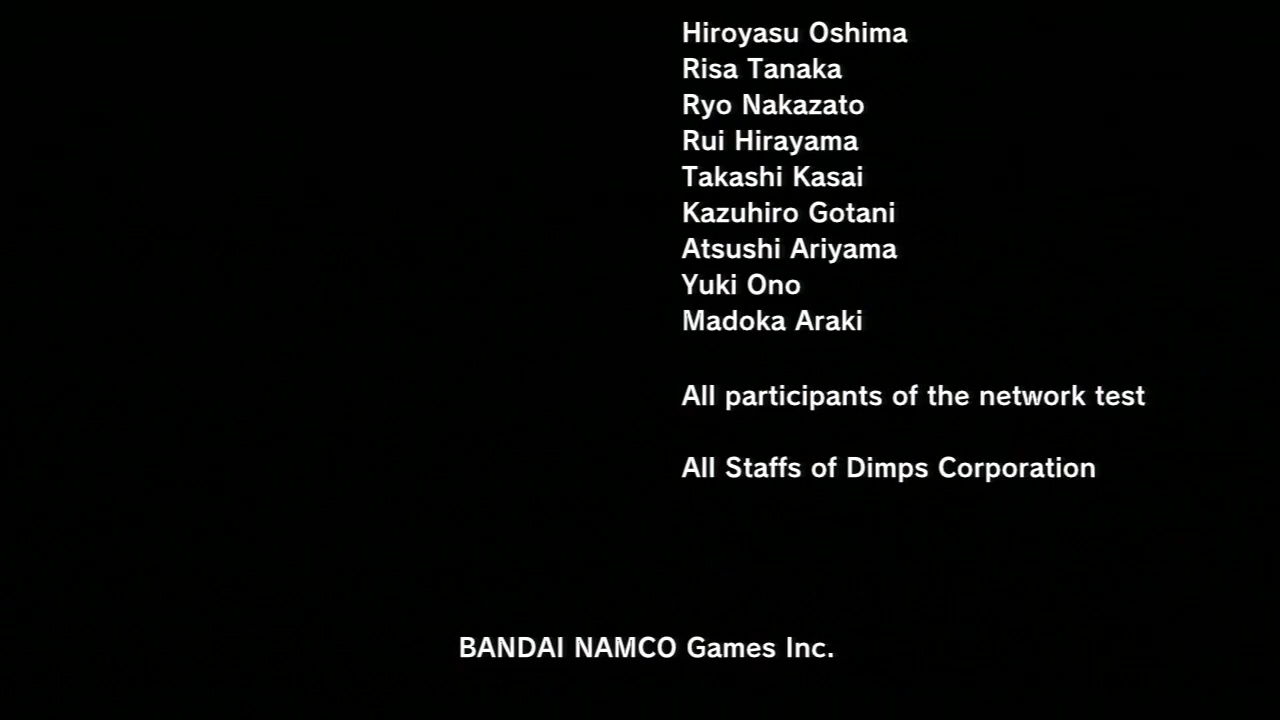 Hiroyasu Oshima
Risa Tanaka
Ryo Nakazato
Rui Hirayama
Takashi Kasai
Kazuhiro Gotani
Atsushi Ariyama
Yuki Ono
Madoka Araki
All participants of the network test
All Staffs of Dimps Corporation
BANDAI NAMCO Games Inc.